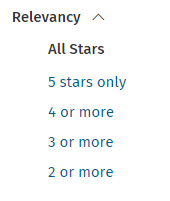 Relevancy
All Stars
5 stars only
4 or more
3 or more
2 or more